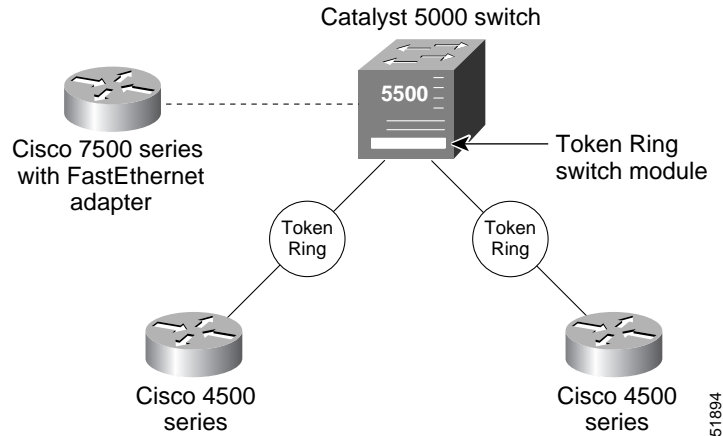 Catalyst 5000 switch
5500
Cisco 7500 series
with FastEthernet
adapter
Token Ring
switch module
Token
Ring
Token
Ring
Cisco 4500
series
Cisco 4500
series
51894